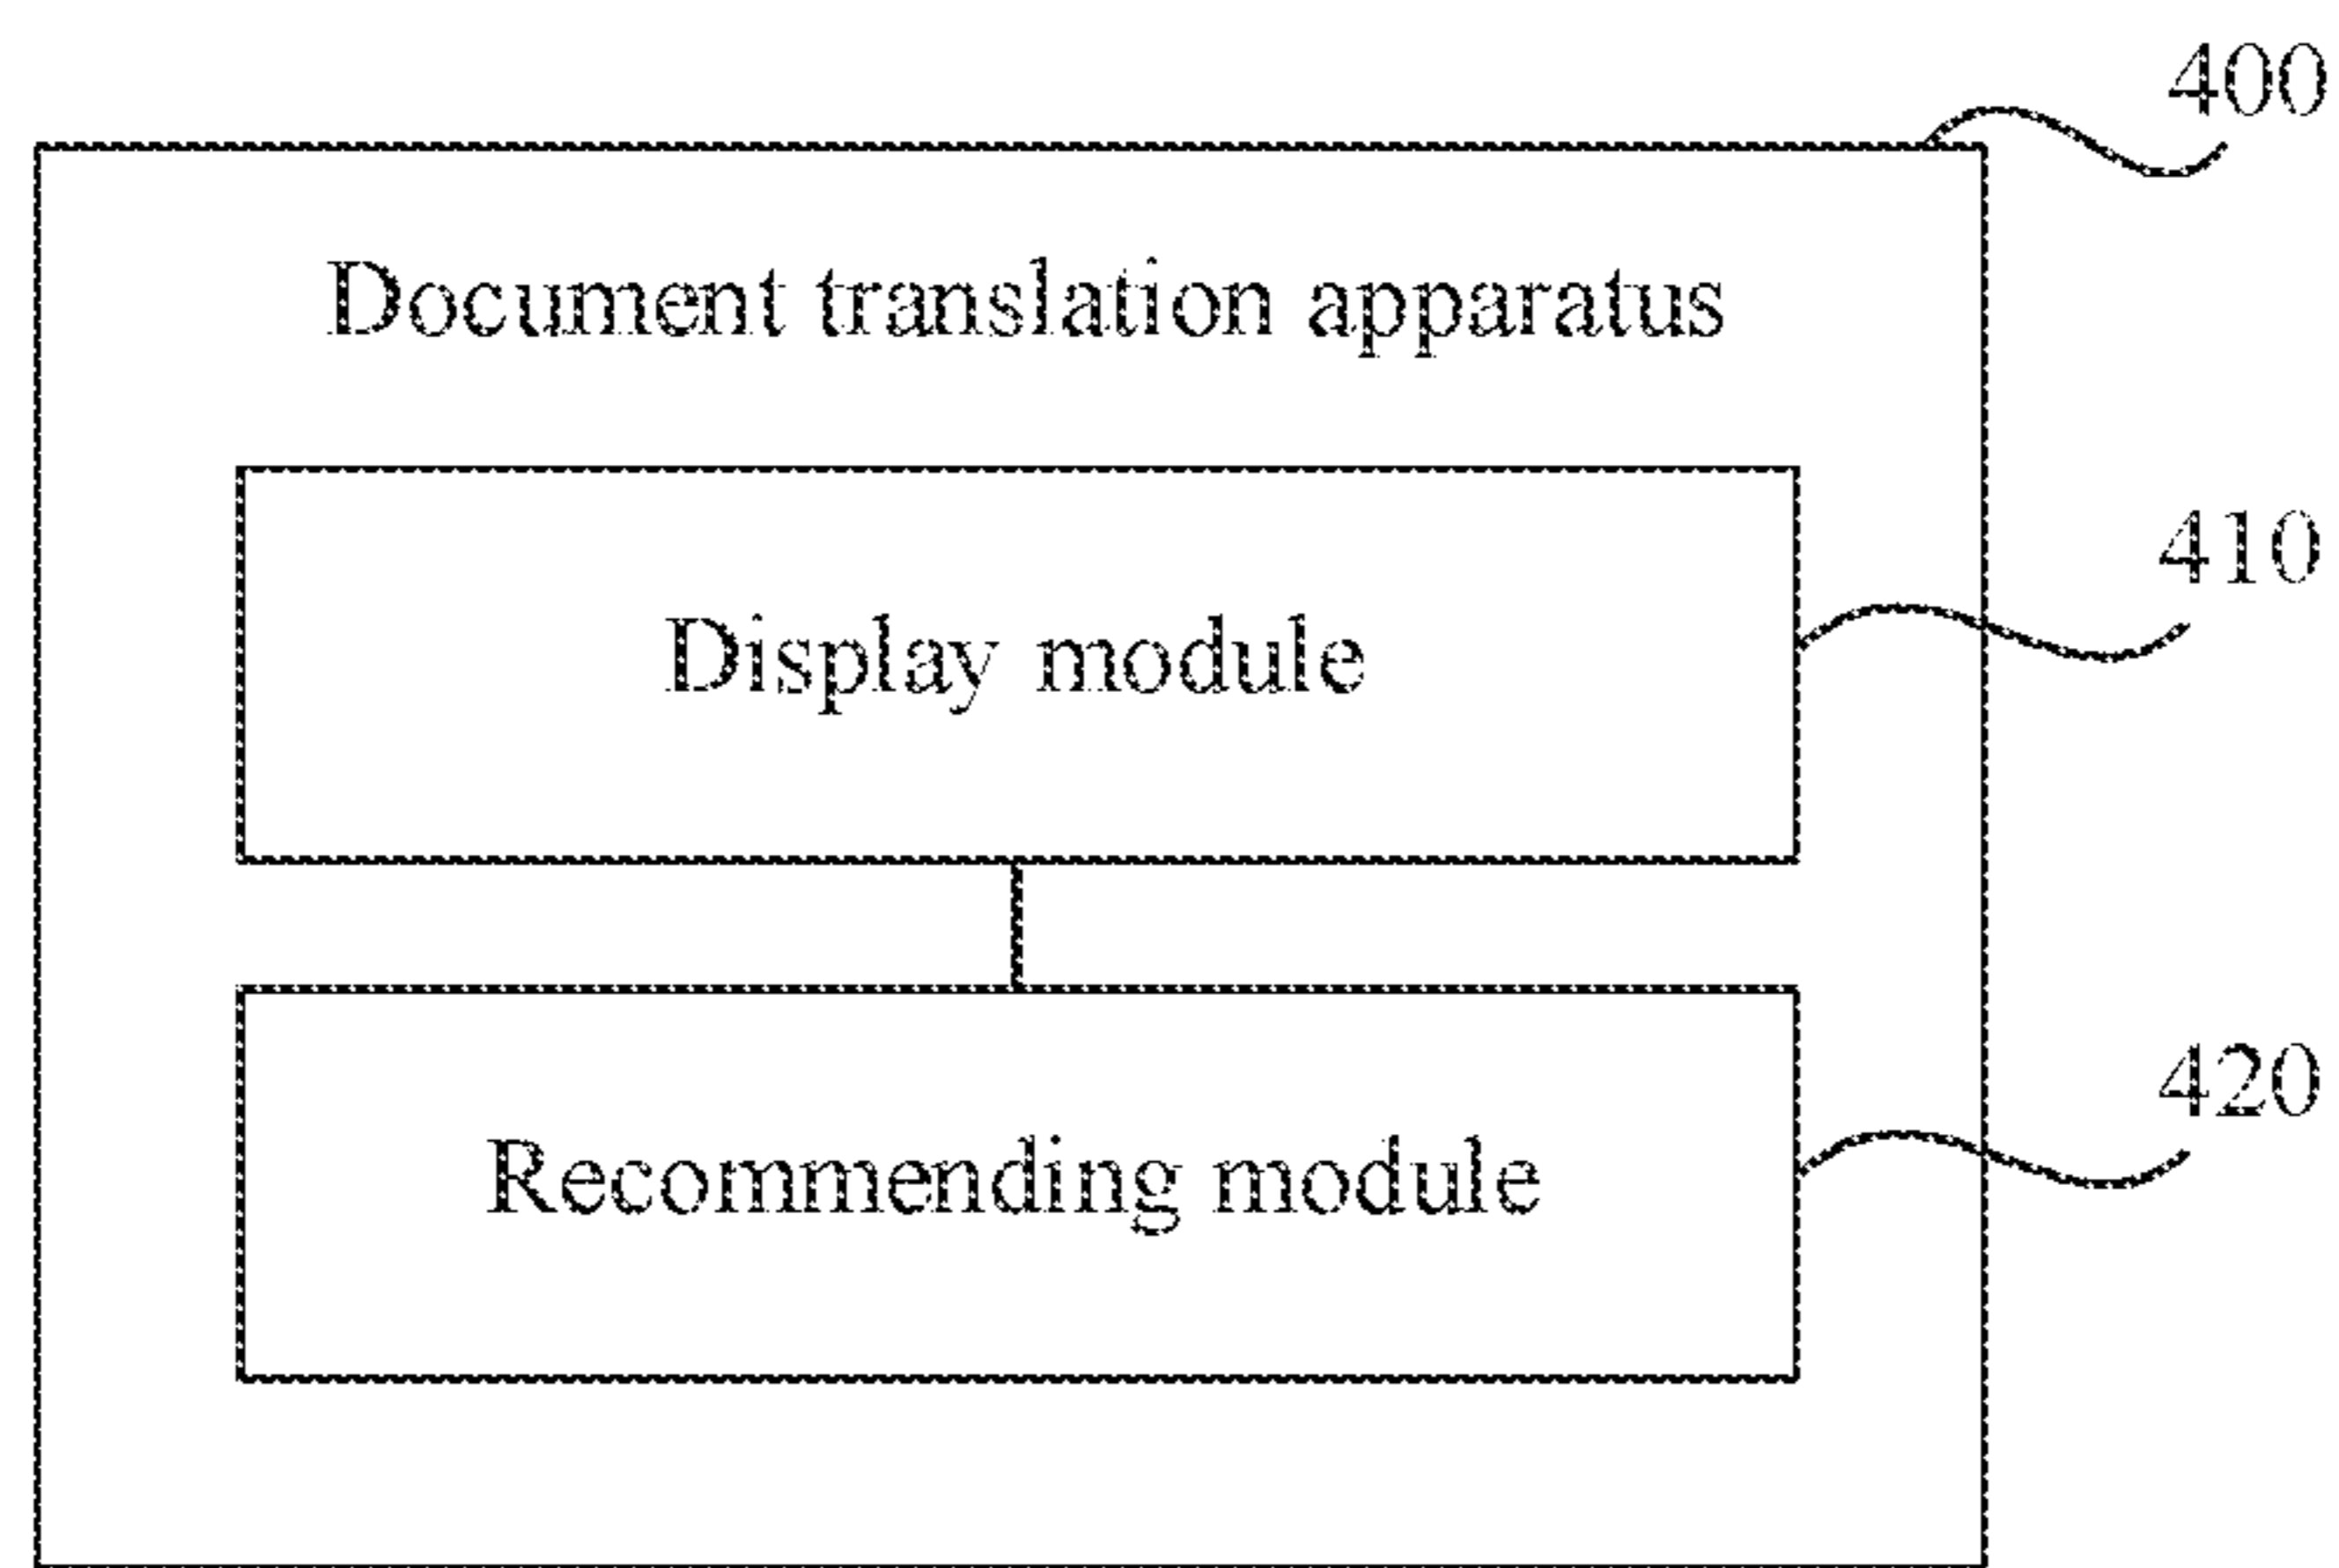 400
Document translation apparatus
410
Display module
420
Recommending module